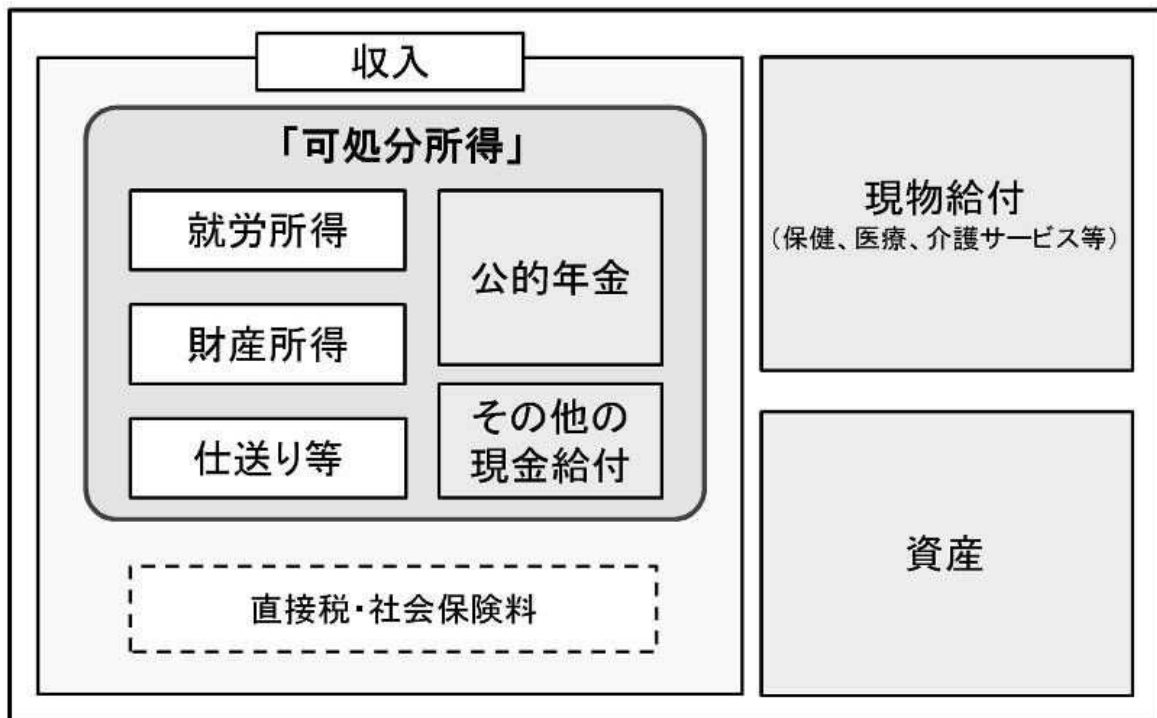 収入
「可処分所得」
就労所得
財産所得
仕送り等
公的年金
その他の
現金給付
直接税・社会保険料
現物給付
（保健、医療、介護サービス等）
資産